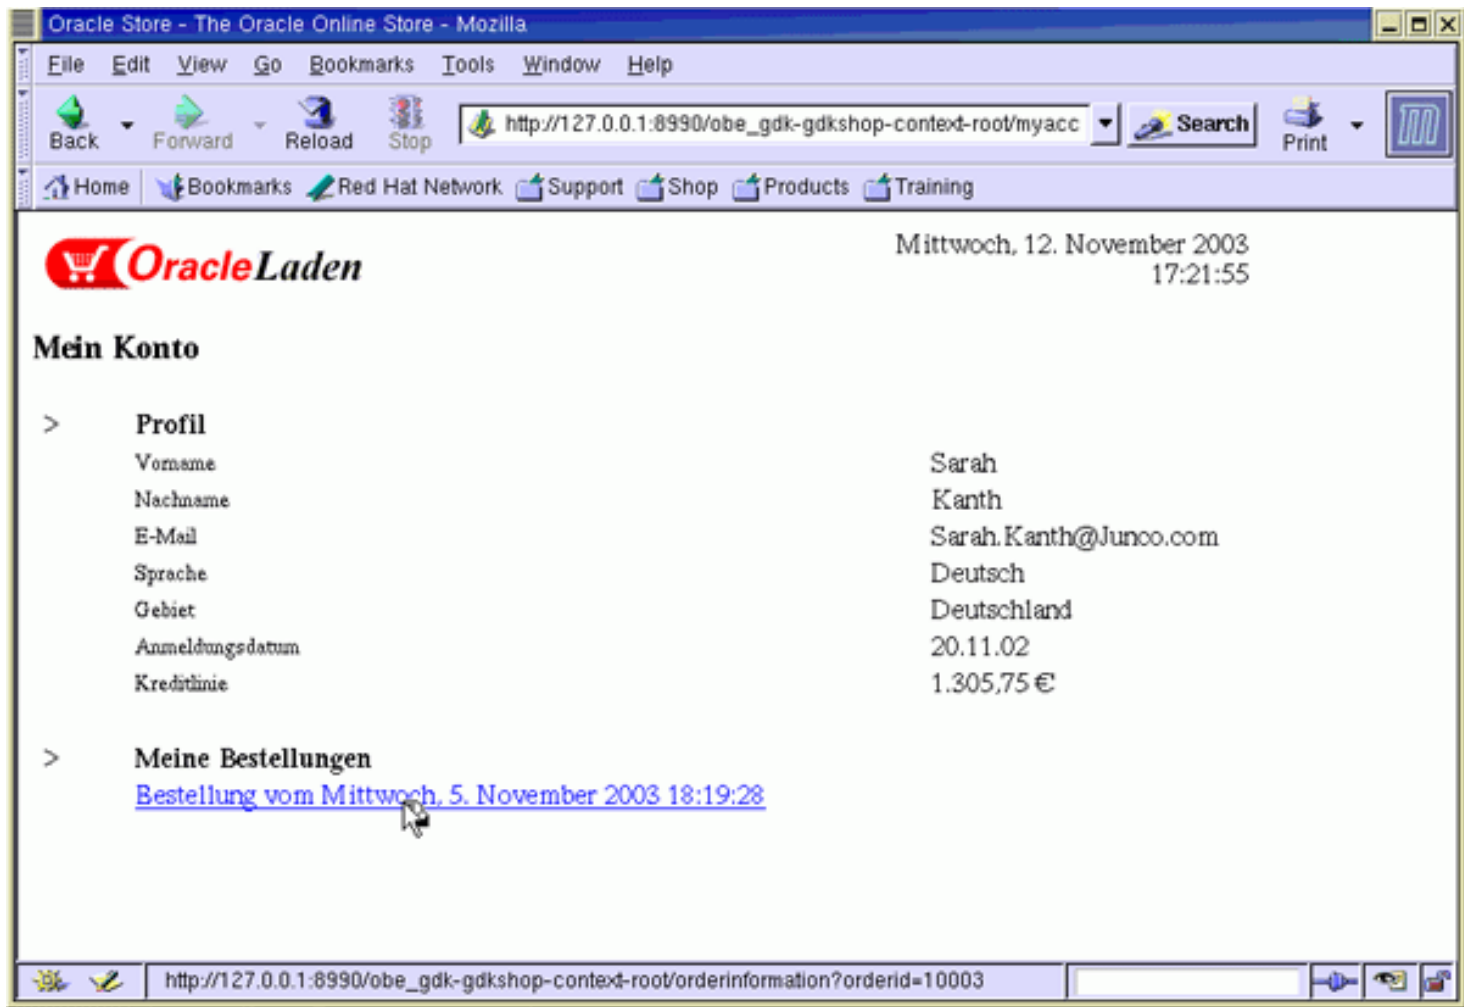 Oracle Store - The Oracle Online Store - Mozilla
File Edit View Go Bookmarks Tools Window Help
Back Forward Reload Stop http://127.0.0.1:8990/obe_gdk-gdkshop-context-root/myacc Search Print
Home Bookmarks Red Hat Network Support Shop Products Training
OracleLaden
Mittwoch, 12. November 2003
17:21:55
Mein Konto
> Profil
Vorname Sarah
Nachname Kanth
E-Mail Sarah.Kanth@Junco.com
Sprache Deutsch
Gebiet Deutschland
Anmeldungsdatum 20.11.02
Kreditlinie 1.305,75 €
> Meine Bestellungen
Bestellung vom Mittwoch, 5. November 2003 18:19:28
http://127.0.0.1:8990/obe_gdk-gdkshop-context-root/orderinformation?orderid=10003